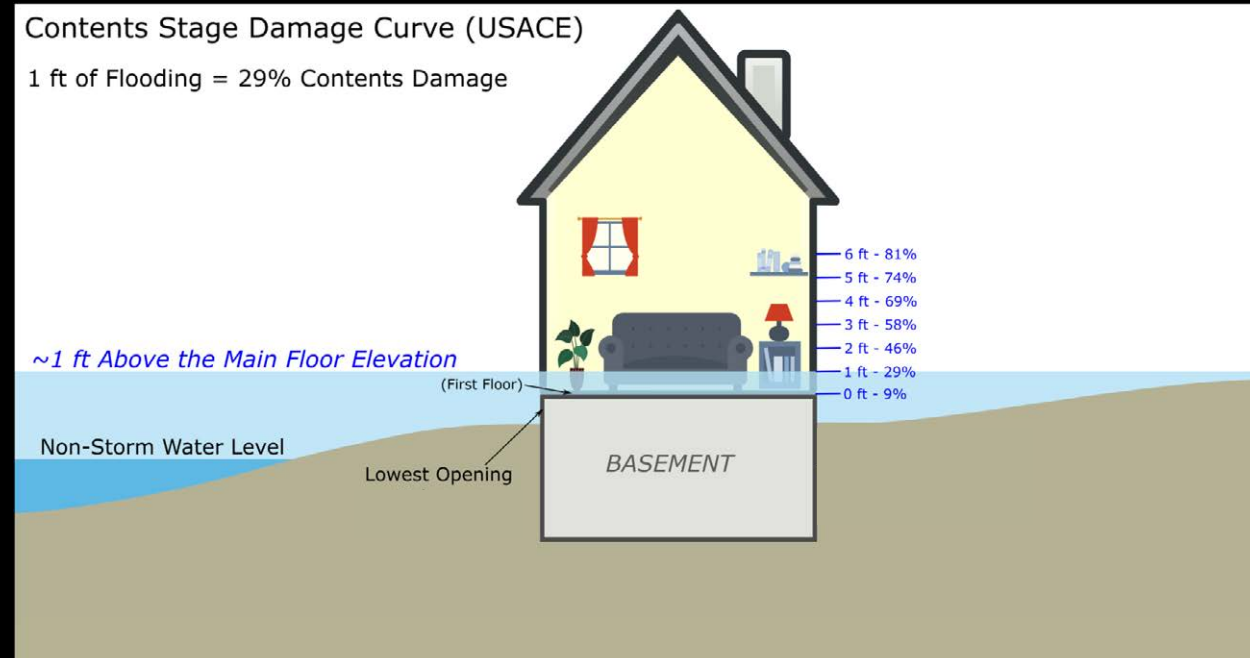 Contents Stage Damage Curve (USACE)
1 ft of Flooding = 29% Contents Damage
6 ft - 81%
5 ft - 74%
4 ft - 69%
3 ft - 58%
2 ft - 46%
~1 ft Above the Main Floor Elevation
1 ft - 29%
(First Floor)
0 ft - 9%
Non-Storm Water Level
Lowest Opening
BASEMENT